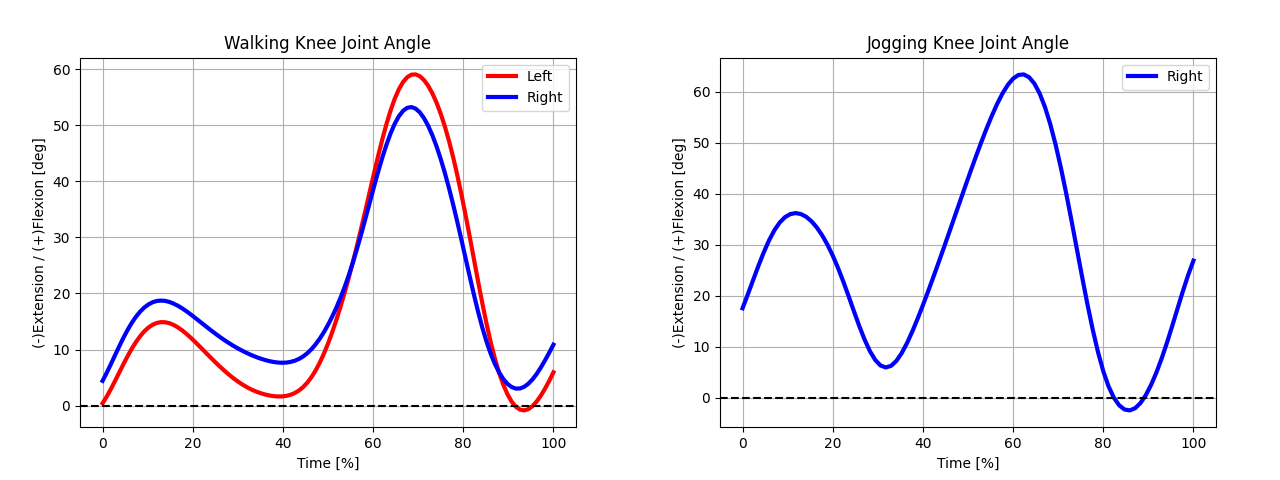 Walking Knee Joint Angle
(-)Extension / (+)Flexion [deg]
60
50
40
30
20
10
0
Left
Right
0 20 40 60 80 100
Time [%]
Jogging Knee Joint Angle
(-)Extension / (+)Flexion [deg]
60
50
40
30
20
10
0
Right
0 20 40 60 80 100
Time [%]